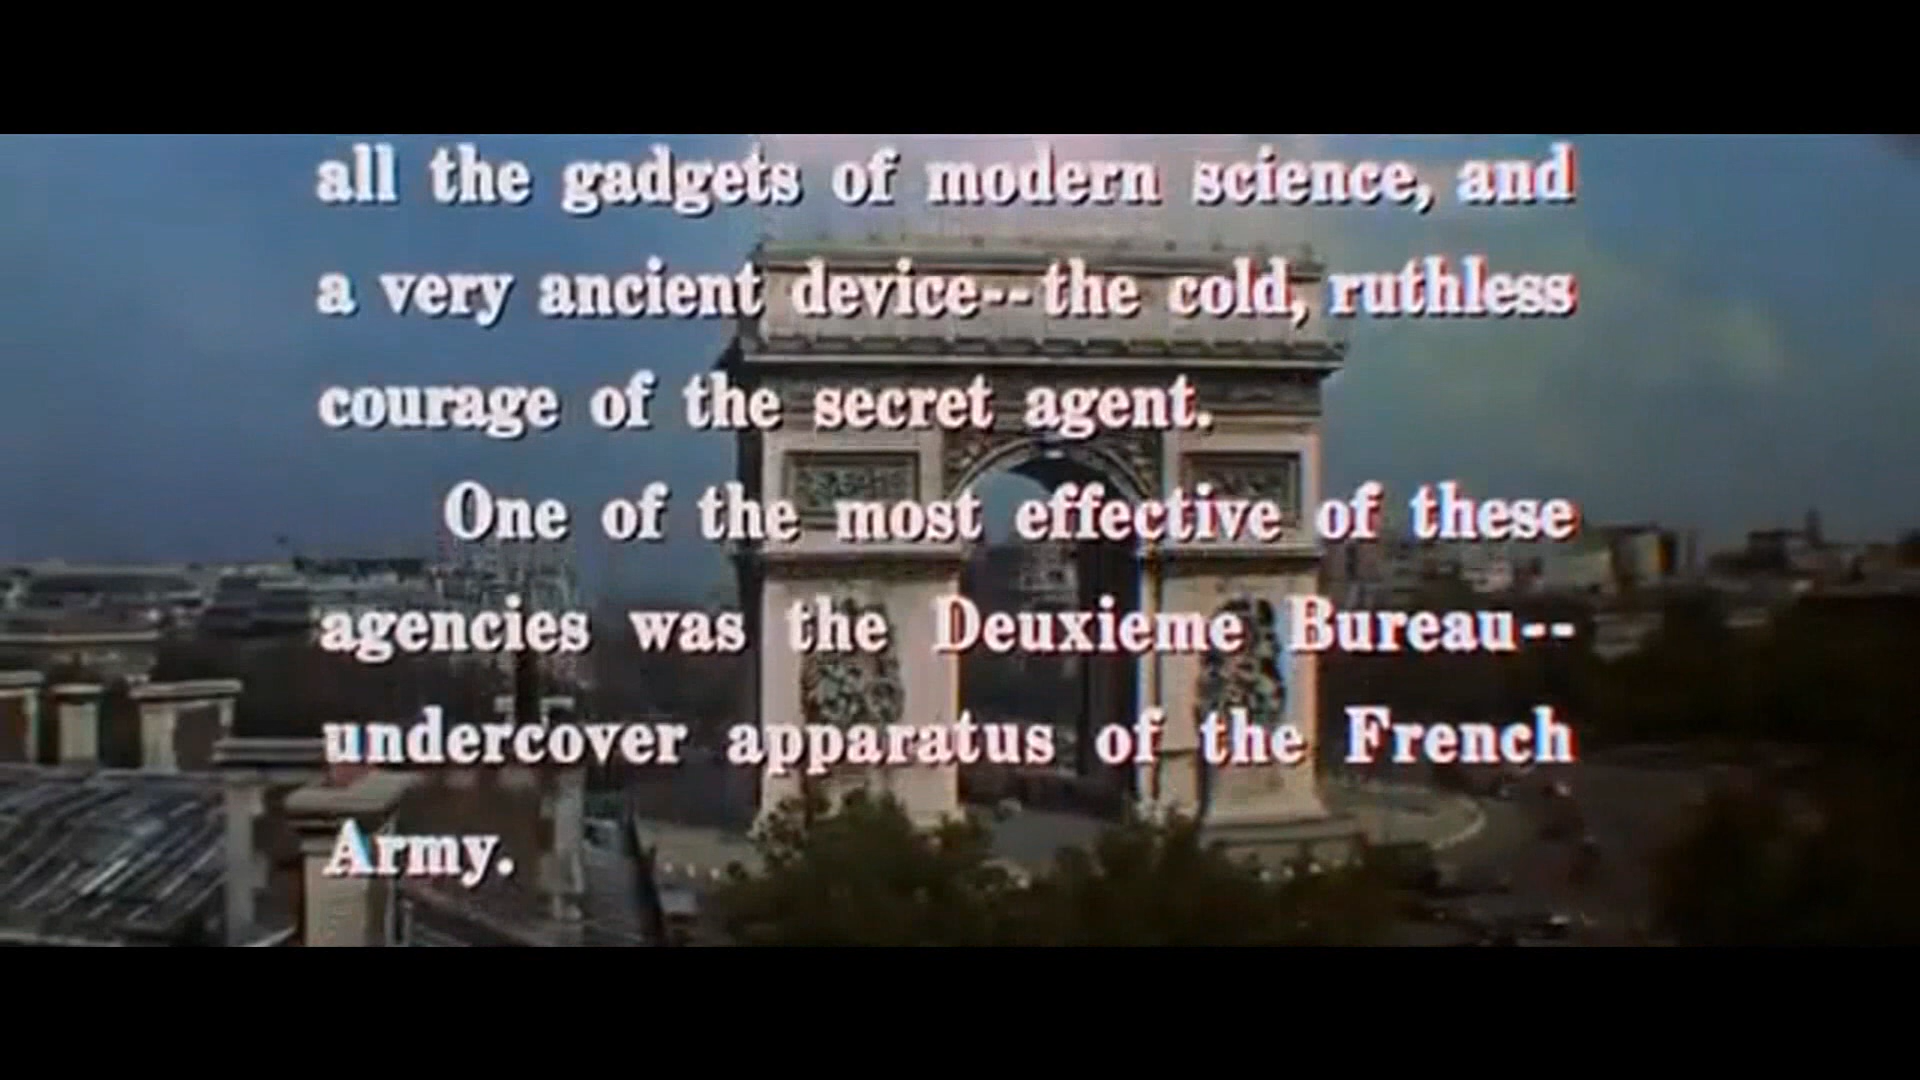 all the gadgets of modern science, and
a very ancient device--the cold, ruthless
courage of the secret agent.
One of the most effective of these
agencies was the Deuxieme Bureau--
undercover apparatus of the French
Army.